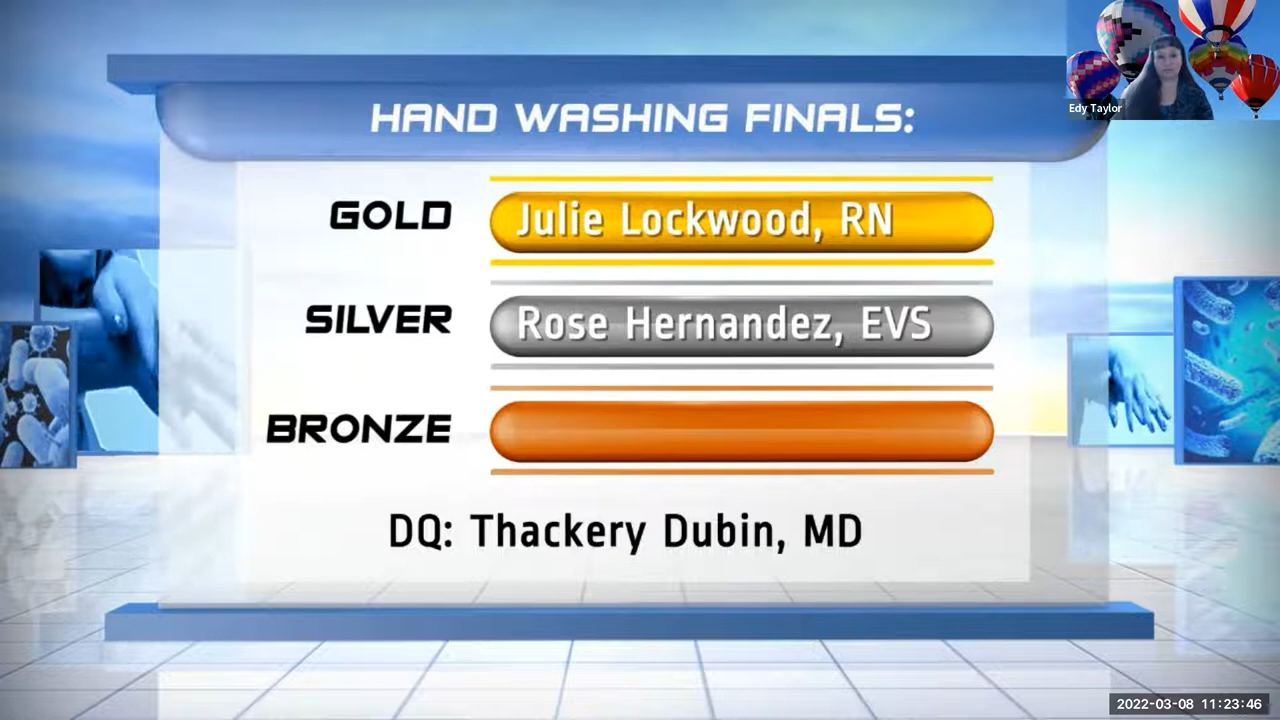 HAND WASHING FINALS:
GOLD Julie Lockwood, RN
SILVER Rose Hernandez, EVS
BRONZE
DQ: Thackery Dubin, MD
Edy Taylor
2022-03-08 11:23:46